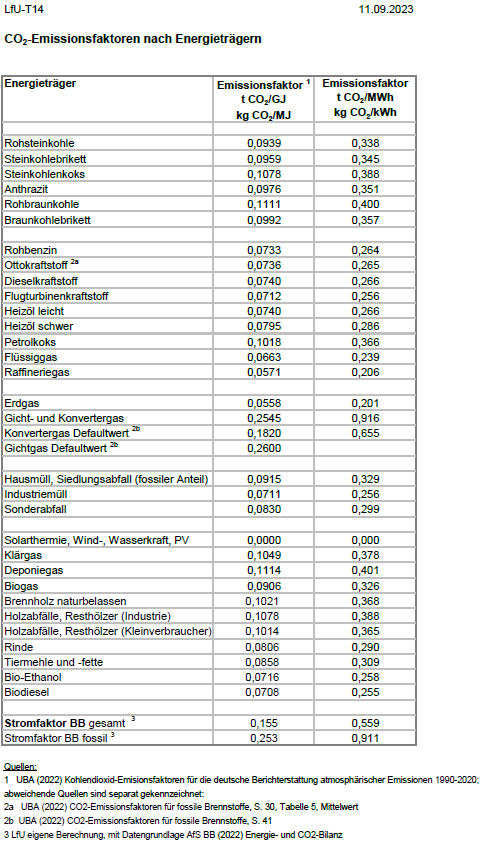 LfU-T14 11.09.2023
CO2-Emissionsfaktoren nach Energieträgern
Energieträger Emissionsfaktor 1 Emissionsfaktor
t CO2/GJ t CO2/MWh
kg CO2/MJ kg CO2/kWh
Rohsteinkohle 0,0939 0,338
Steinkohlebrikett 0,0959 0,345
Steinkohlenkoks 0,1078 0,388
Anthrazit 0,0976 0,351
Rohbraunkohle 0,1111 0,400
Braunkohlebrikett 0,0992 0,357
Rohbenzin 0,0733 0,264
Ottokraftstoff 2a 0,0736 0,265
Dieselkraftstoff 0,0740 0,266
Flugturbinenkraftstoff 0,0712 0,256
Heizöl leicht 0,0740 0,266
Heizöl schwer 0,0795 0,286
Petrolkoks 0,1018 0,366
Flüssiggas 0,0663 0,239
Raffineriegas 0,0571 0,206
Erdgas 0,0558 0,201
Gicht- und Konvertergas 0,2545 0,916
Konvertergas Defaultwert 2b 0,1820 0,655
Gichtgas Defaultwert 2b 0,2600
Hausmüll, Siedlungsabfall (fossiler Anteil) 0,0915 0,329
Industriemüll 0,0711 0,256
Sonderabfall 0,0830 0,299
Solarthermie, Wind-, Wasserkraft, PV 0,0000 0,000
Klärgas 0,1049 0,378
Deponiegas 0,1114 0,401
Biogas 0,0906 0,326
Brennholz naturbelassen 0,1021 0,368
Holzabfälle, Resthölzer (Industrie) 0,1078 0,388
Holzabfälle, Resthölzer (Kleinverbraucher) 0,1014 0,365
Rinde 0,0806 0,290
Tiermehle und -fette 0,0858 0,309
Bio-Ethanol 0,0716 0,258
Biodiesel 0,0708 0,255
Stromfaktor BB gesamt 3 0,155 0,559
Stromfaktor BB fossil 3 0,253 0,911
Quellen:
1 UBA (2022) Kohlendioxid-Emisionsfaktoren für die deutsche Berichterstattung atmosphärischer Emissionen 1990-2020;
abweichende Quellen sind separat gekennzeichnet:
2a UBA (2022) CO2-Emissionsfaktoren für fossile Brennstoffe, S. 30, Tabelle 5, Mittelwert
2b UBA (2022) CO2-Emissionsfaktoren für fossile Brennstoffe, S. 41
3 LfU eigene Berechnung, mit Datengrundlage AfS BB (2022) Energie- und CO2-Bilanz